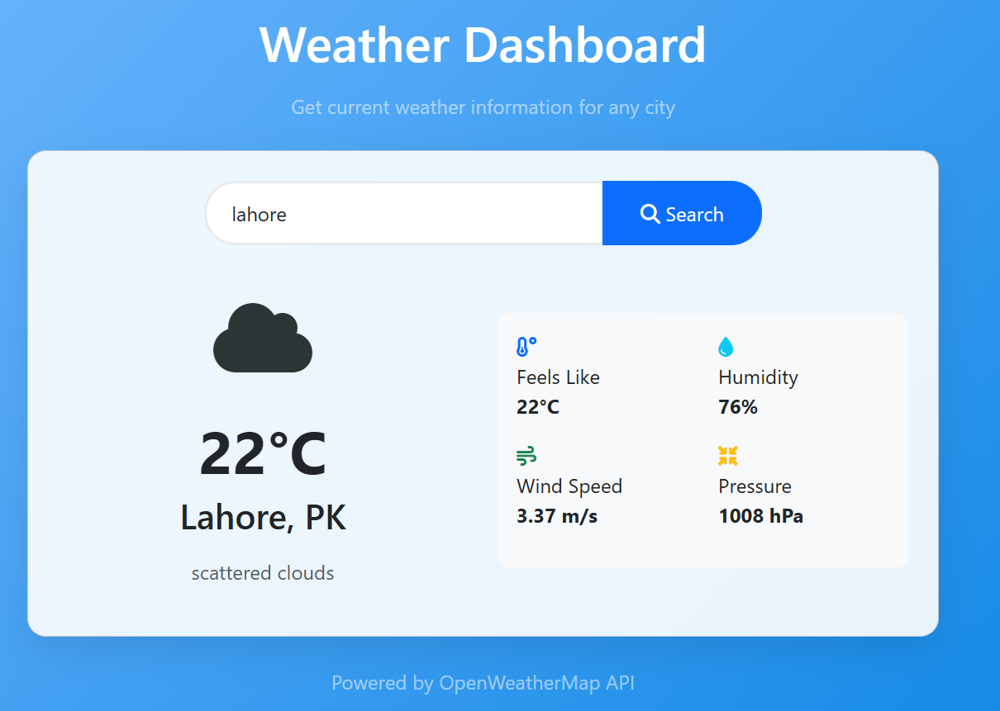 Weather Dashboard
Get current weather information for any city
lahore
Search
22°C
Lahore, PK
scattered clouds
Feels Like
22°C
Humidity
76%
Wind Speed
3.37 m/s
Pressure
1008 hPa
Powered by OpenWeatherMap API